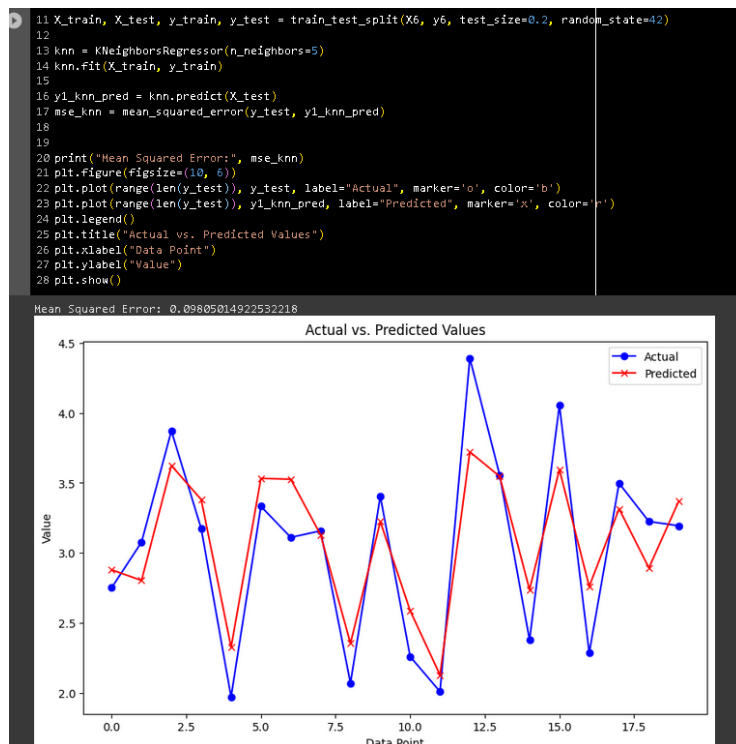 11 X_train, X_test, y_train, y_test = train_test_split(X6, y6, test_size=0.2, random_state=42)
12
13 knn = KNeighborsRegressor(n_neighbors=5)
14 knn.fit(X_train, y_train)
15
16 y1_knn_pred = knn.predict(X_test)
17 mse_knn = mean_squared_error(y_test, y1_knn_pred)
18
19
20 print("Mean Squared Error:", mse_knn)
21 plt.figure(figsize=(10, 6))
22 plt.plot(range(len(y_test)), y_test, label="Actual", marker='o', color='b')
23 plt.plot(range(len(y_test)), y1_knn_pred, label="Predicted", marker='x', color='r')
24 plt.legend()
25 plt.title("Actual vs. Predicted Values")
26 plt.xlabel("Data Point")
27 plt.ylabel("Value")
28 plt.show()
Mean Squared Error: 0.09805014922532218
Actual vs. Predicted Values
4.5
Actual
Predicted
4.0
3.5
Value
3.0
2.5
2.0
0.0 2.5 5.0 7.5 10.0 12.5 15.0 17.5
Data Point